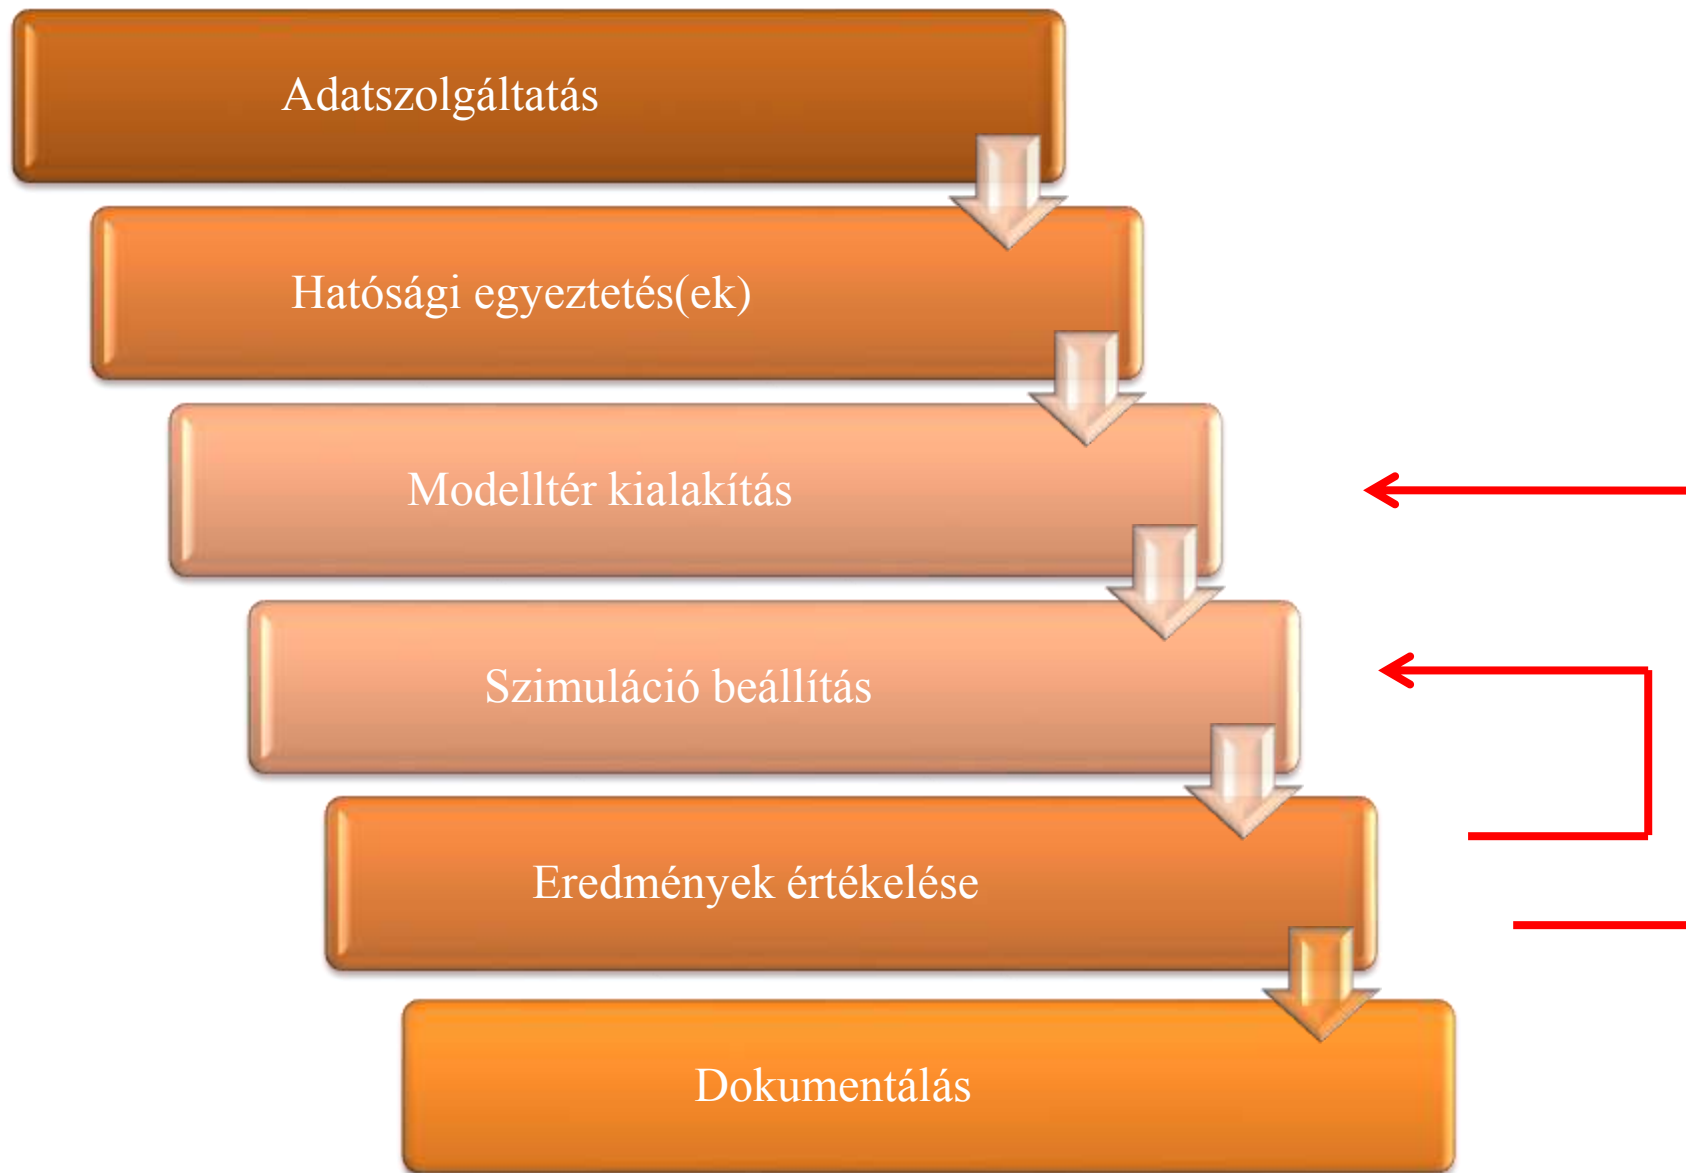 Adatszolgáltatás
Hatósági egyeztetés(ek)
Modelltér kialakítás
Szimuláció beállítás
Eredmények értékelése
Dokumentálás